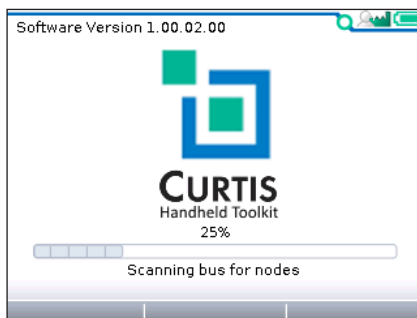 Software Version 1.00.02.00
CURTIS
Handheld Toolkit
25%
Scanning bus for nodes